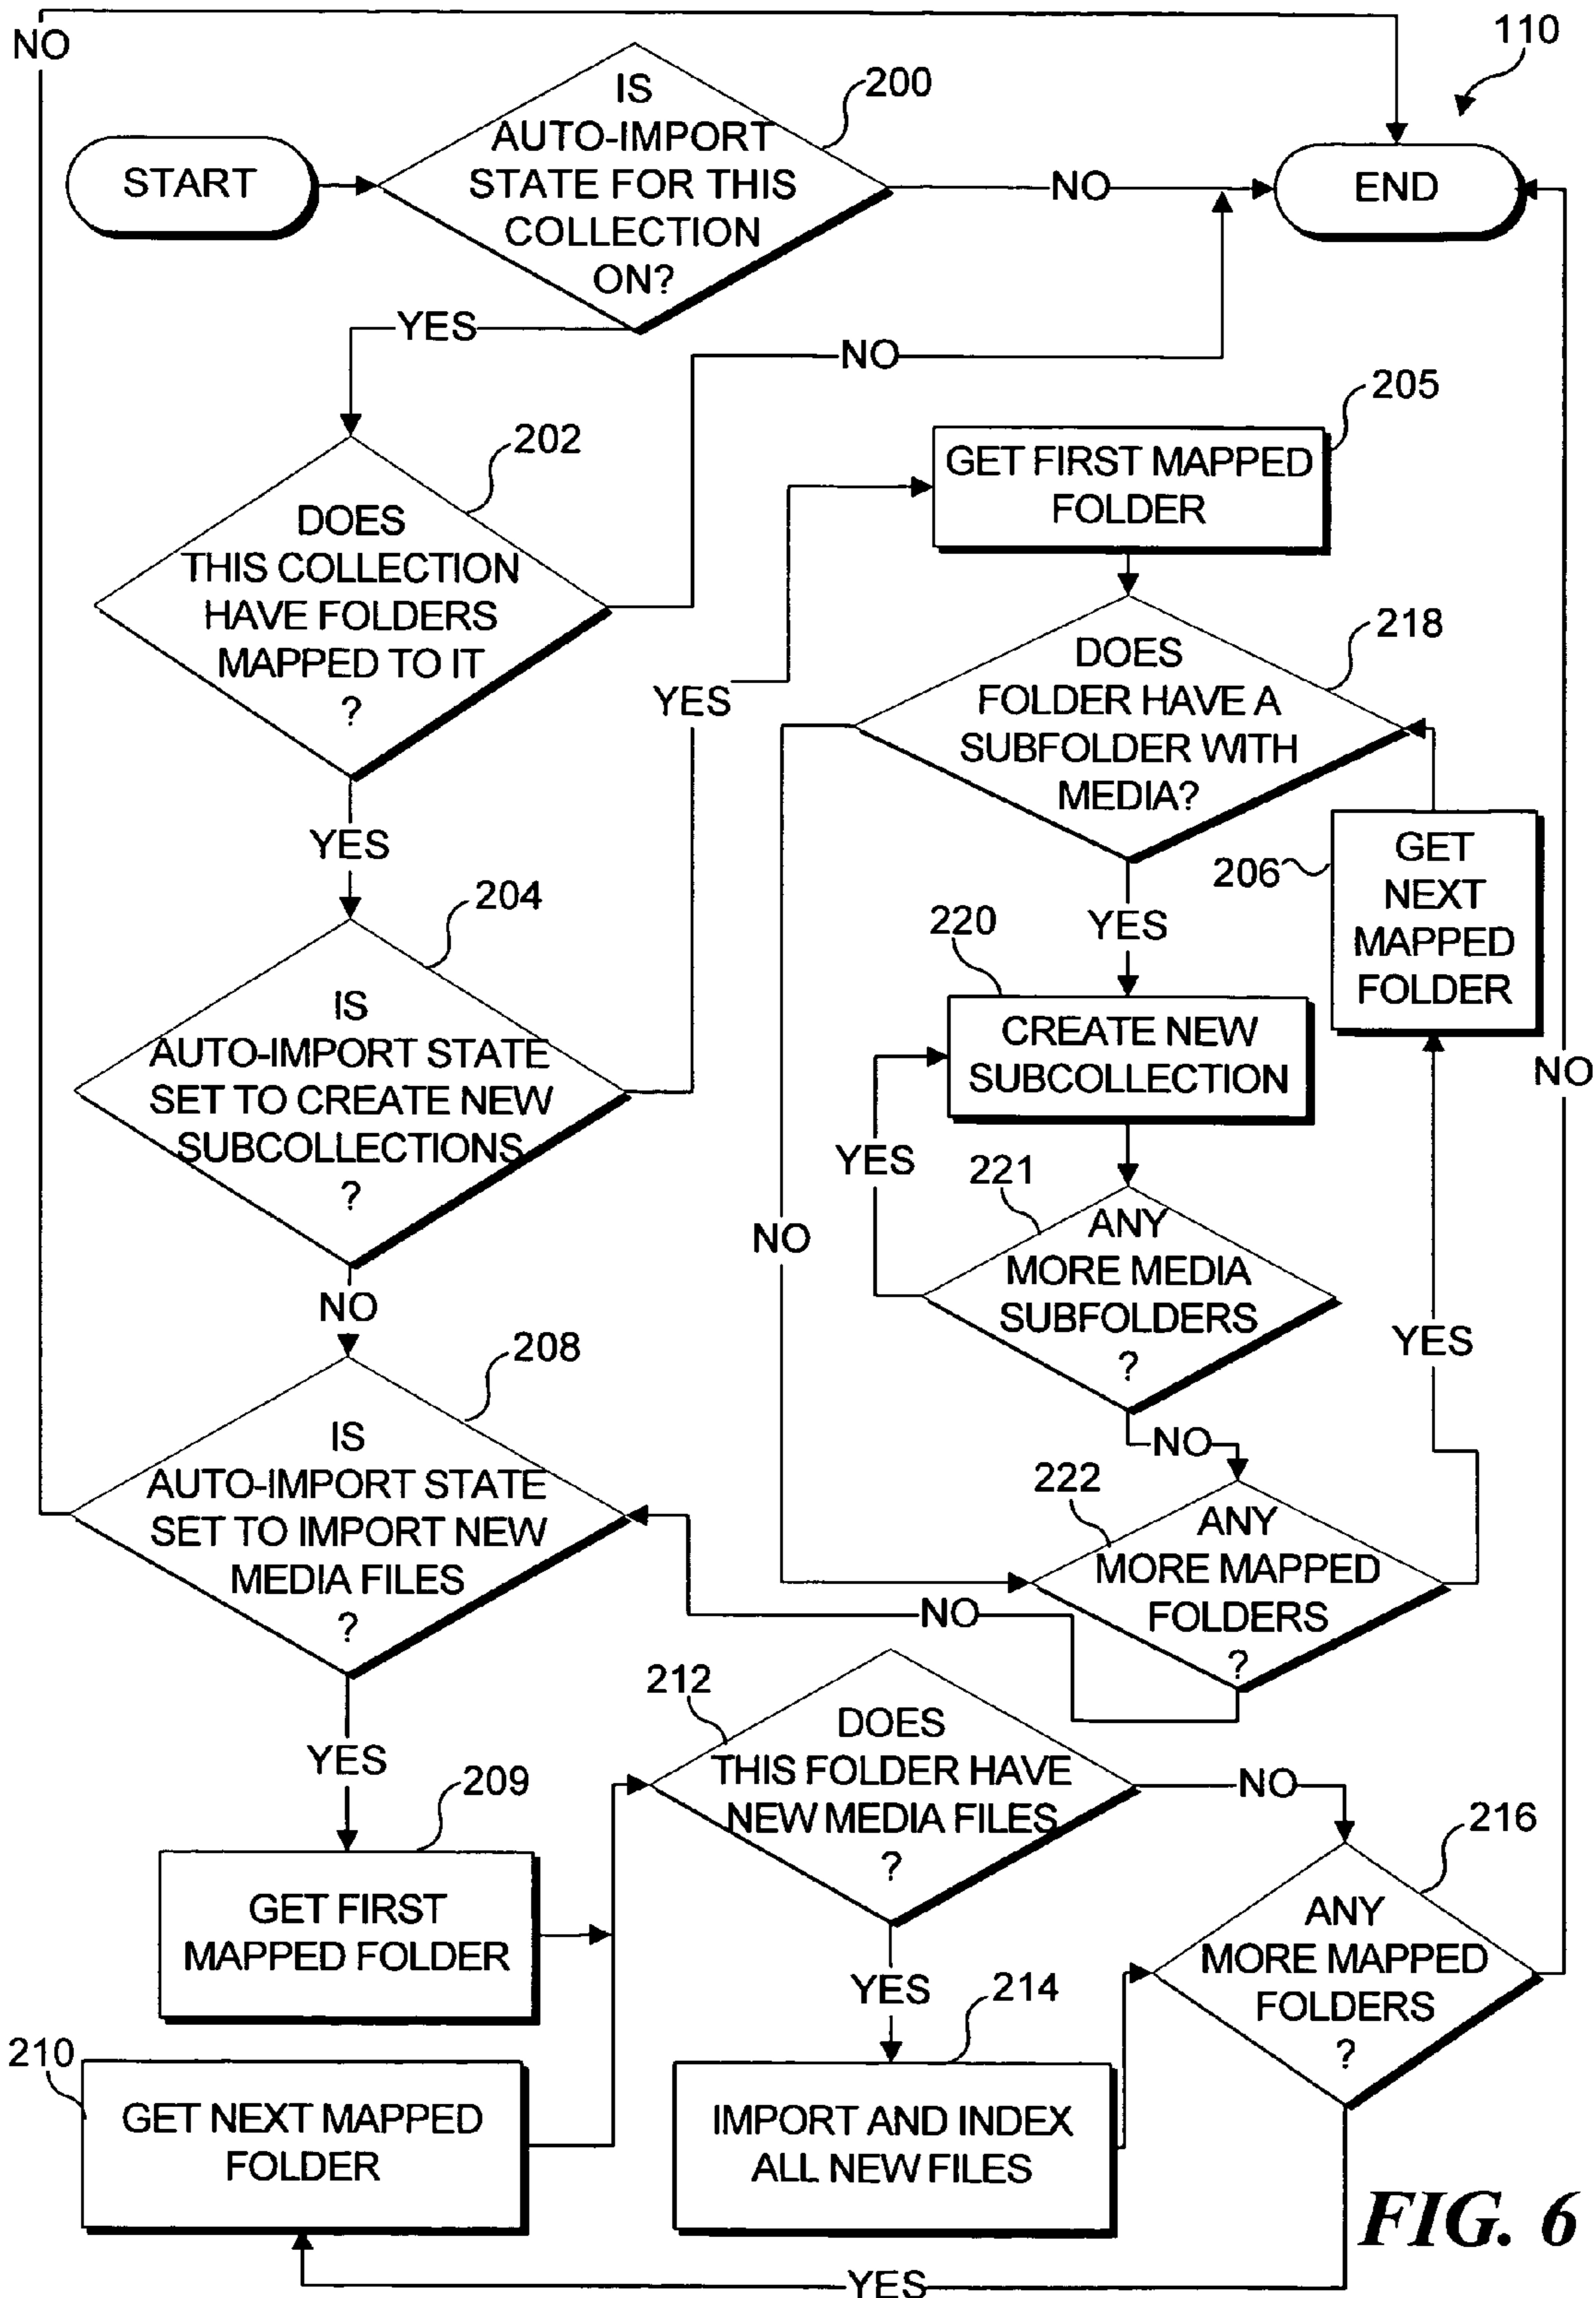 NO
110
IS
AUTO-IMPORT
STATE FOR THIS
COLLECTION
ON?
200
START
NO
END
YES
NO
202
DOES
THIS COLLECTION
HAVE FOLDERS
MAPPED TO IT
?
205
GET FIRST MAPPED
FOLDER
YES
218
DOES
FOLDER HAVE A
SUBFOLDER WITH
MEDIA?
YES
206
GET
NEXT
MAPPED
FOLDER
204
IS
AUTO-IMPORT STATE
SET TO CREATE NEW
SUBCOLLECTIONS
?
YES
220
CREATE NEW
SUBCOLLECTION
NO
YES
221
ANY
MORE MEDIA
SUBFOLDERS
?
NO
NO
YES
208
IS
AUTO-IMPORT STATE
SET TO IMPORT NEW
MEDIA FILES
?
NO
222
ANY
MORE MAPPED
FOLDERS
?
NO
212
DOES
THIS FOLDER HAVE
NEW MEDIA FILES
?
NO
YES
209
GET FIRST
MAPPED FOLDER
216
ANY
MORE MAPPED
FOLDERS
?
YES
214
210
GET NEXT MAPPED
FOLDER
IMPORT AND INDEX
ALL NEW FILES
FIG. 6
YES